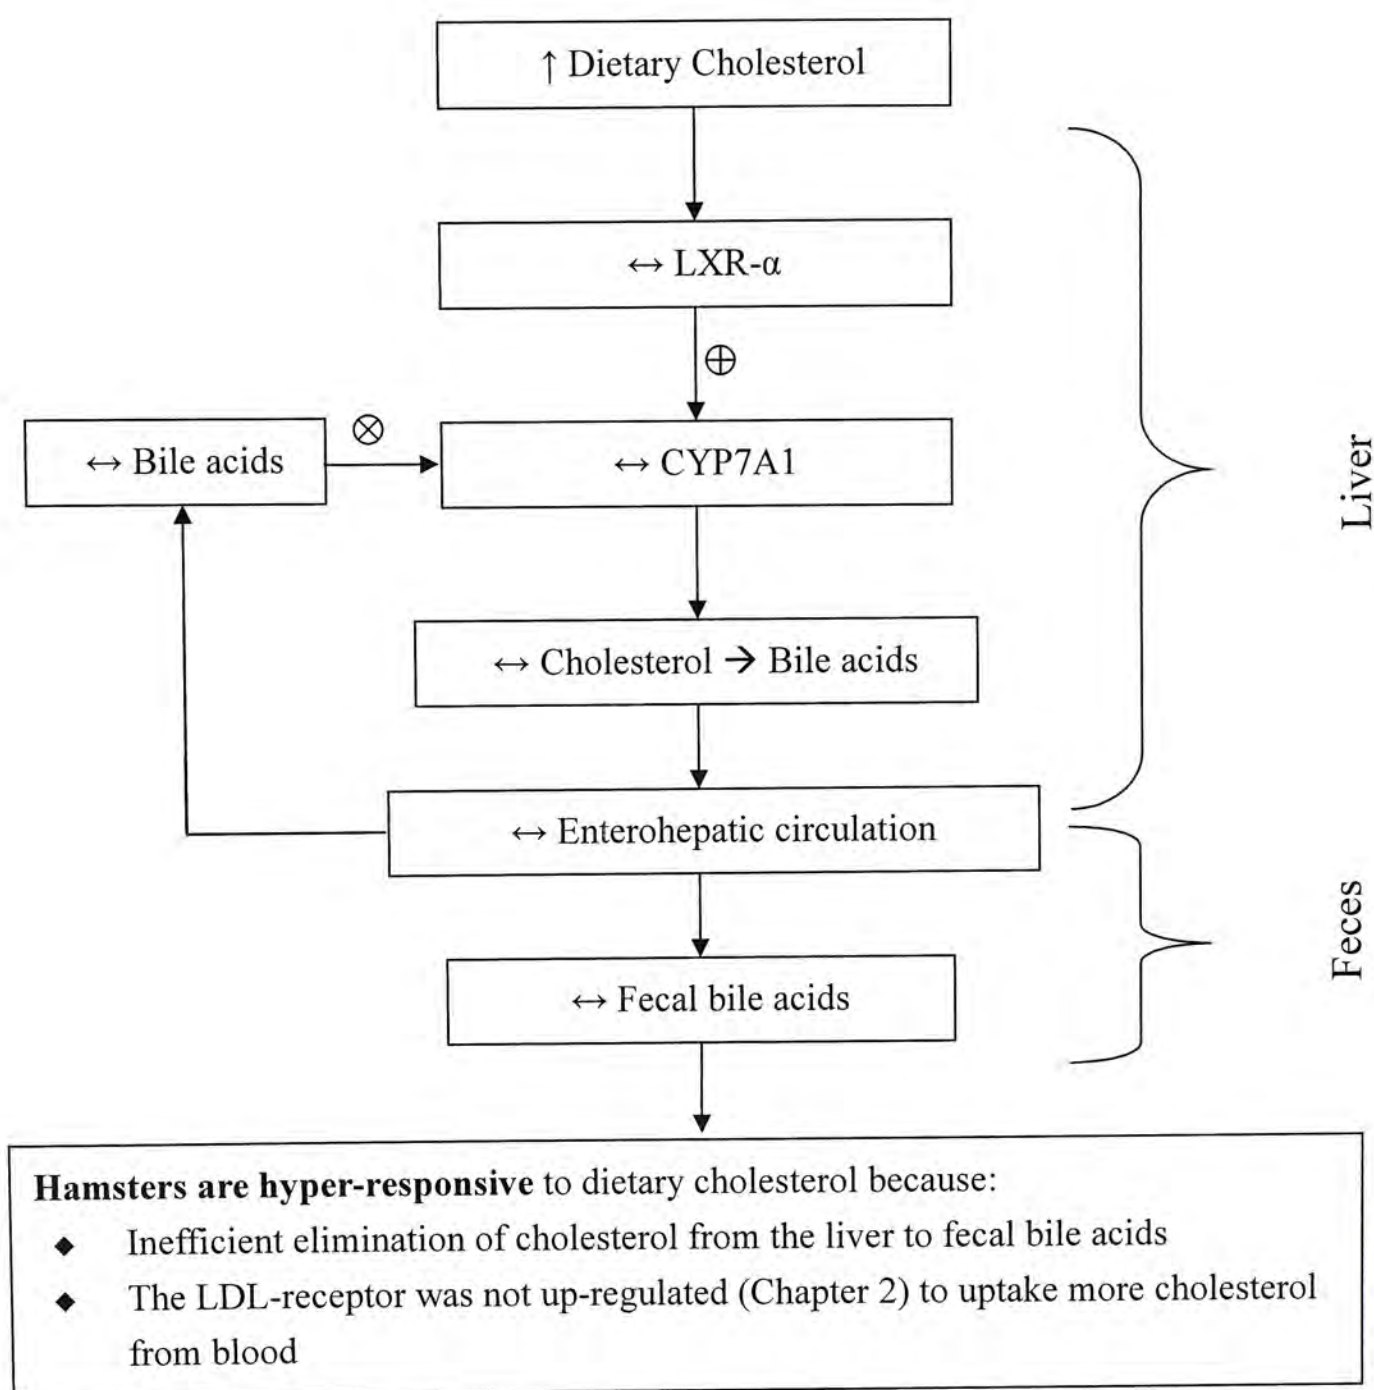 ↑ Dietary Cholesterol
↔ LXR-α
⊕
⊗
↔ Bile acids
↔ CYP7A1
↔ Cholesterol → Bile acids
↔ Enterohepatic circulation
↔ Fecal bile acids
Liver
Feces
Hamsters are hyper-responsive to dietary cholesterol because:
◆ Inefficient elimination of cholesterol from the liver to fecal bile acids
◆ The LDL-receptor was not up-regulated (Chapter 2) to uptake more cholesterol
from blood